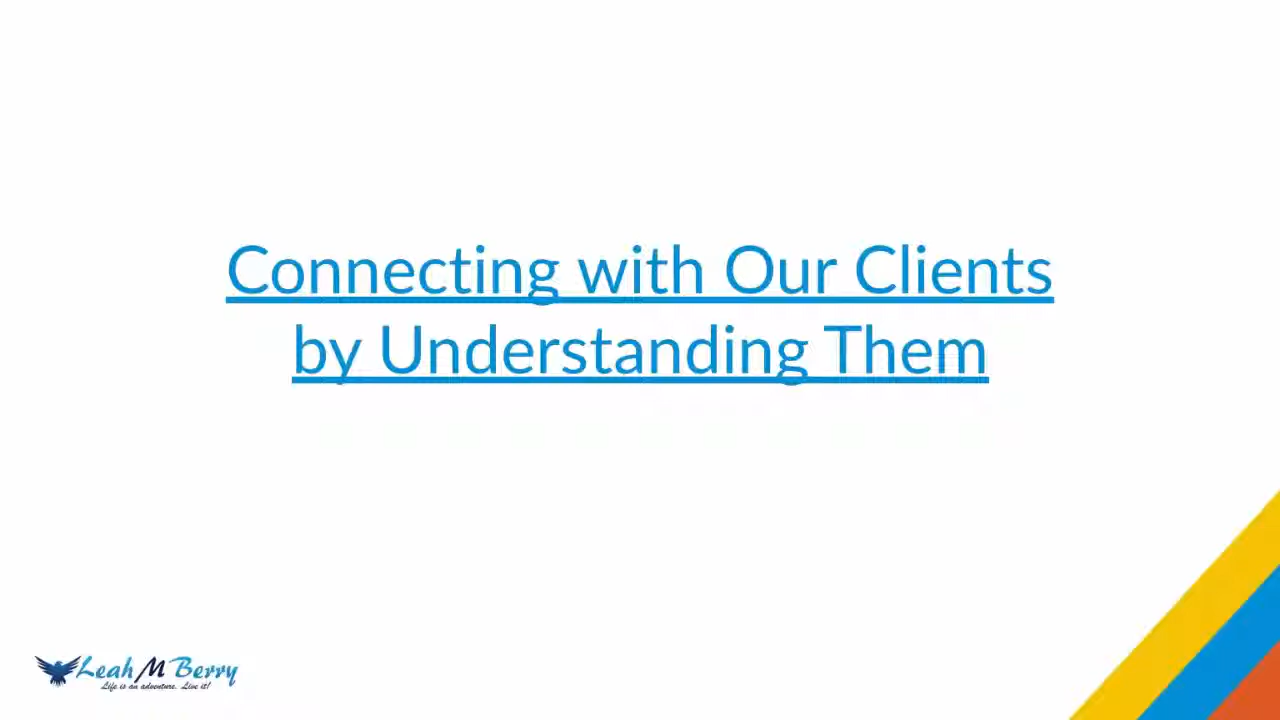 Connecting with Our Clients
by Understanding Them
Leah M Berry
Life is an adventure. Live it!